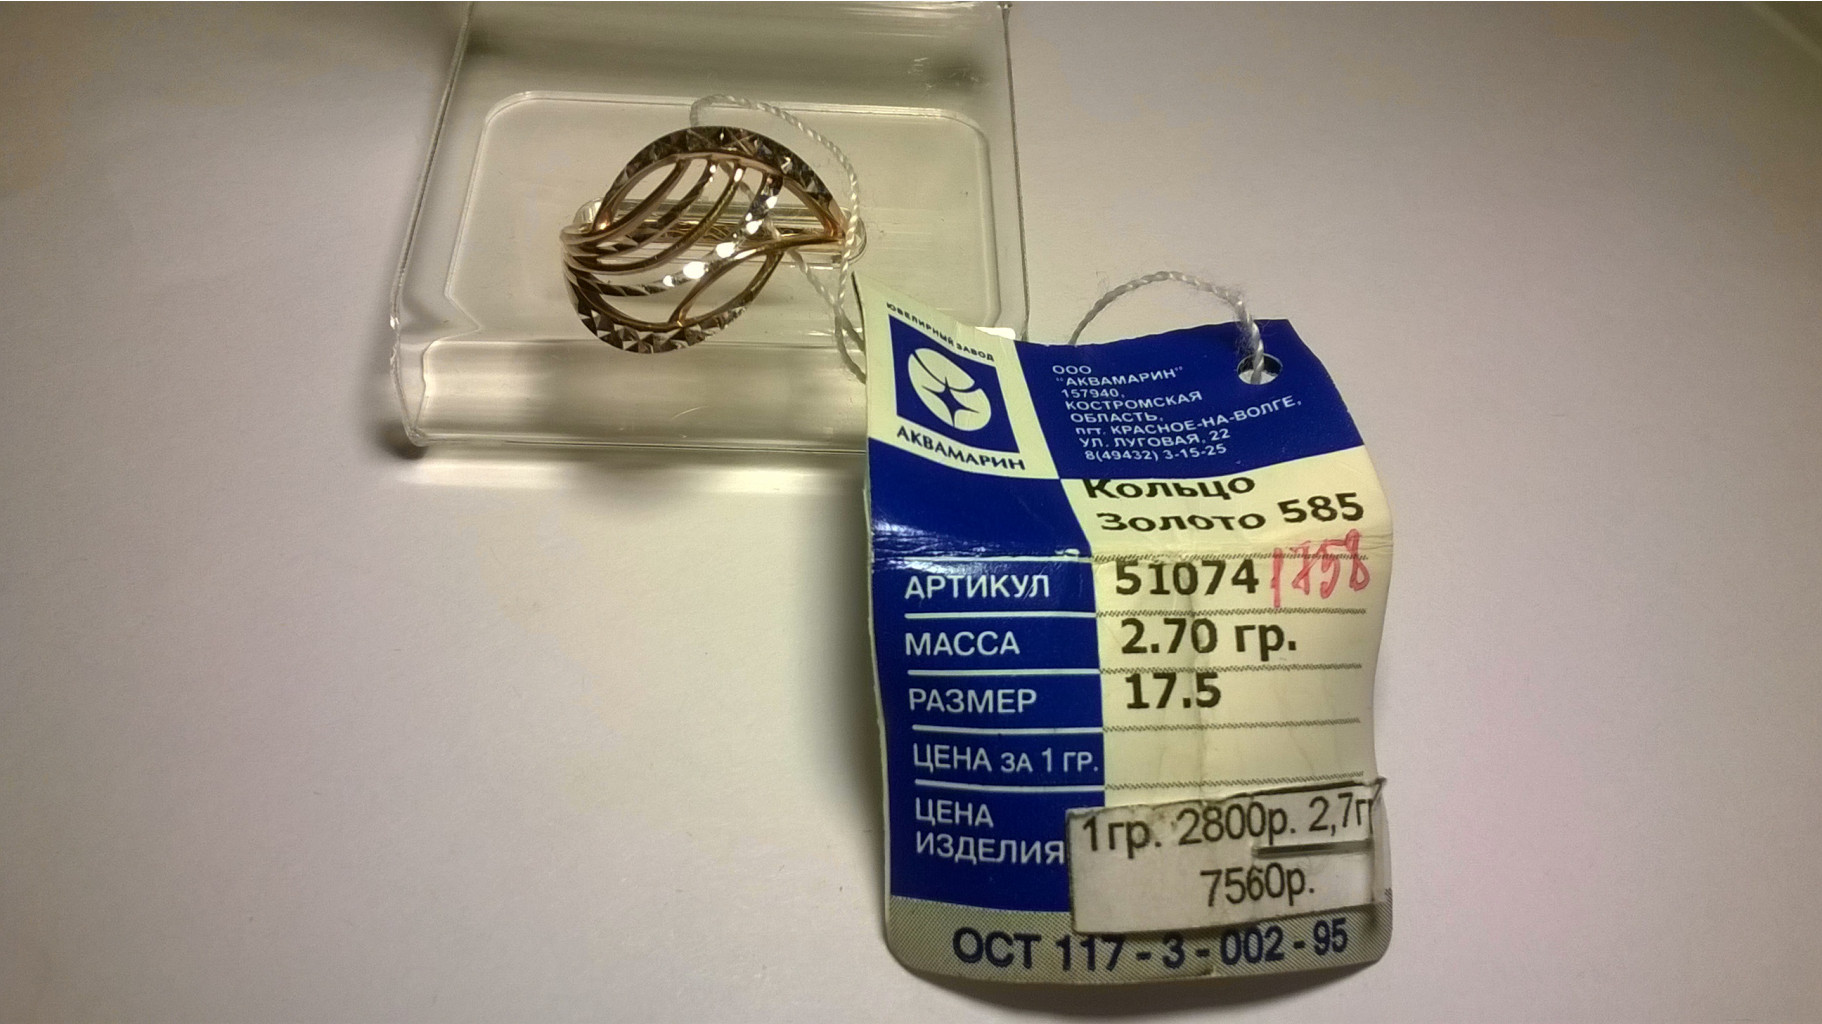 ЮВЕЛИРНЫЙ ЗАВОД
АКВАМАРИН
ООО
"АКВАМАРИН"
157940,
КОСТРОМСКАЯ
ОБЛАСТЬ,
пгт. КРАСНОЕ-НА-ВОЛГЕ,
УЛ. ЛУГОВАЯ, 22
8(49432) 3-15-25
Кольцо
Золото 585
АРТИКУЛ 51074 1858
МАССА 2.70 гр.
РАЗМЕР 17.5
ЦЕНА ЗА 1 ГР.
ЦЕНА
ИЗДЕЛИЯ
1гр. 2800р. 2,7гр
7560р.
ОСТ 117 - 3 - 002 - 95